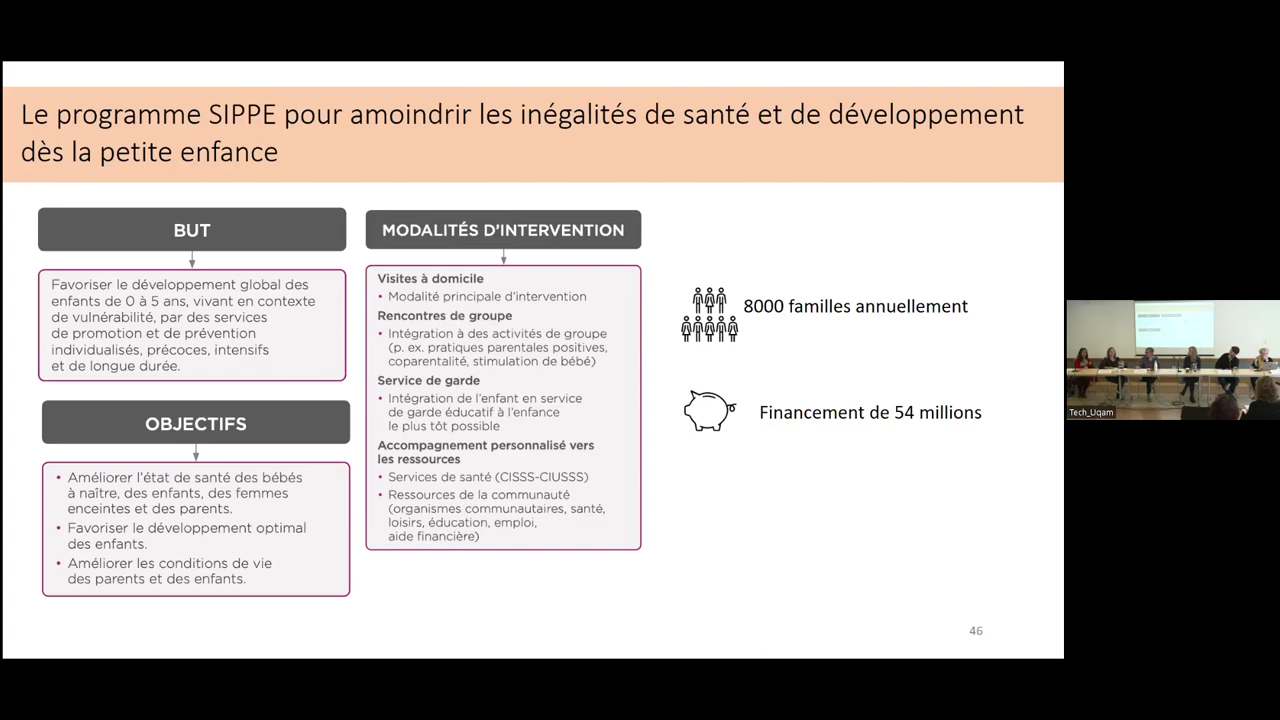 Le programme SIPPE pour amoindrir les inégalités de santé et de développement
dès la petite enfance
BUT
Favoriser le développement global des
enfants de 0 à 5 ans, vivant en contexte
de vulnérabilité, par des services
de promotion et de prévention
individualisés, précoces, intensifs
et de longue durée.
OBJECTIFS
• Améliorer l'état de santé des bébés
à naître, des enfants, des femmes
enceintes et des parents.
• Favoriser le développement optimal
des enfants.
• Améliorer les conditions de vie
des parents et des enfants.
MODALITÉS D'INTERVENTION
Visites à domicile
• Modalité principale d'intervention
Rencontres de groupe
• Intégration à des activités de groupe
(p. ex. pratiques parentales positives,
coparentalité, stimulation de bébé)
Service de garde
• Intégration de l'enfant en service
de garde éducatif à l'enfance
le plus tôt possible
Accompagnement personnalisé vers
les ressources
• Services de santé (CISSS-CIUSSS)
• Ressources de la communauté
(organismes communautaires, santé,
loisirs, éducation, emploi,
aide financière)
8000 familles annuellement
Financement de 54 millions
46
Tech_Uqam